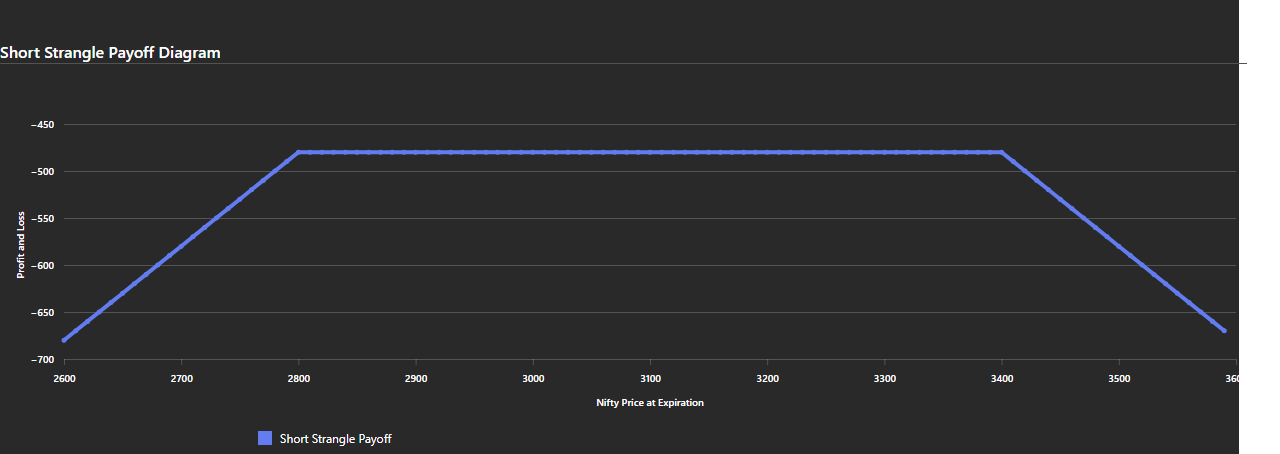 Short Strangle Payoff Diagram
−450
−500
−550
−600
−650
−700
Profit and Loss
2600 2700 2800 2900 3000 3100 3200 3300 3400 3500 360
Nifty Price at Expiration
Short Strangle Payoff